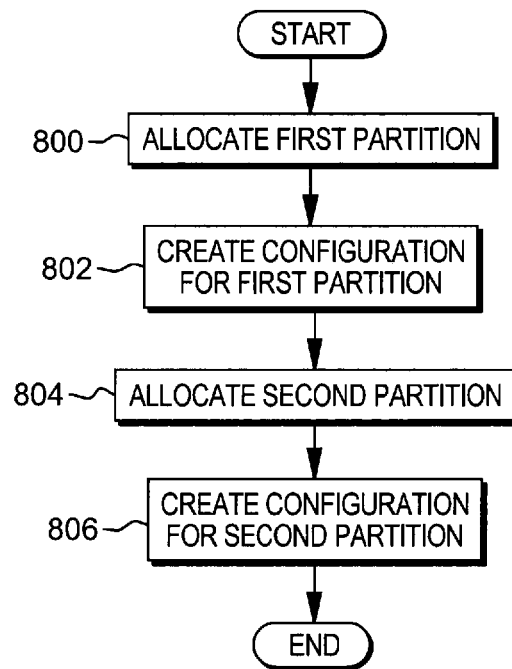 START
800
ALLOCATE FIRST PARTITION
802
CREATE CONFIGURATION
FOR FIRST PARTITION
804
ALLOCATE SECOND PARTITION
806
CREATE CONFIGURATION
FOR SECOND PARTITION
END